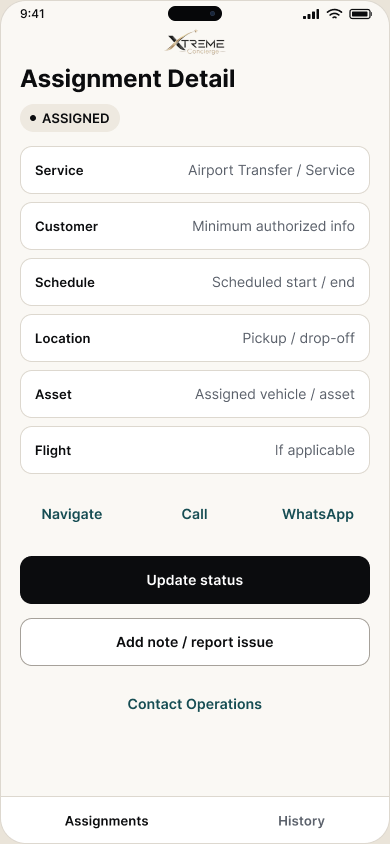 9:41
XTREME
Concierge
Assignment Detail
ASSIGNED
Service Airport Transfer / Service
Customer Minimum authorized info
Schedule Scheduled start / end
Location Pickup / drop-off
Asset Assigned vehicle / asset
Flight If applicable
Navigate Call WhatsApp
Update status
Add note / report issue
Contact Operations
Assignments History